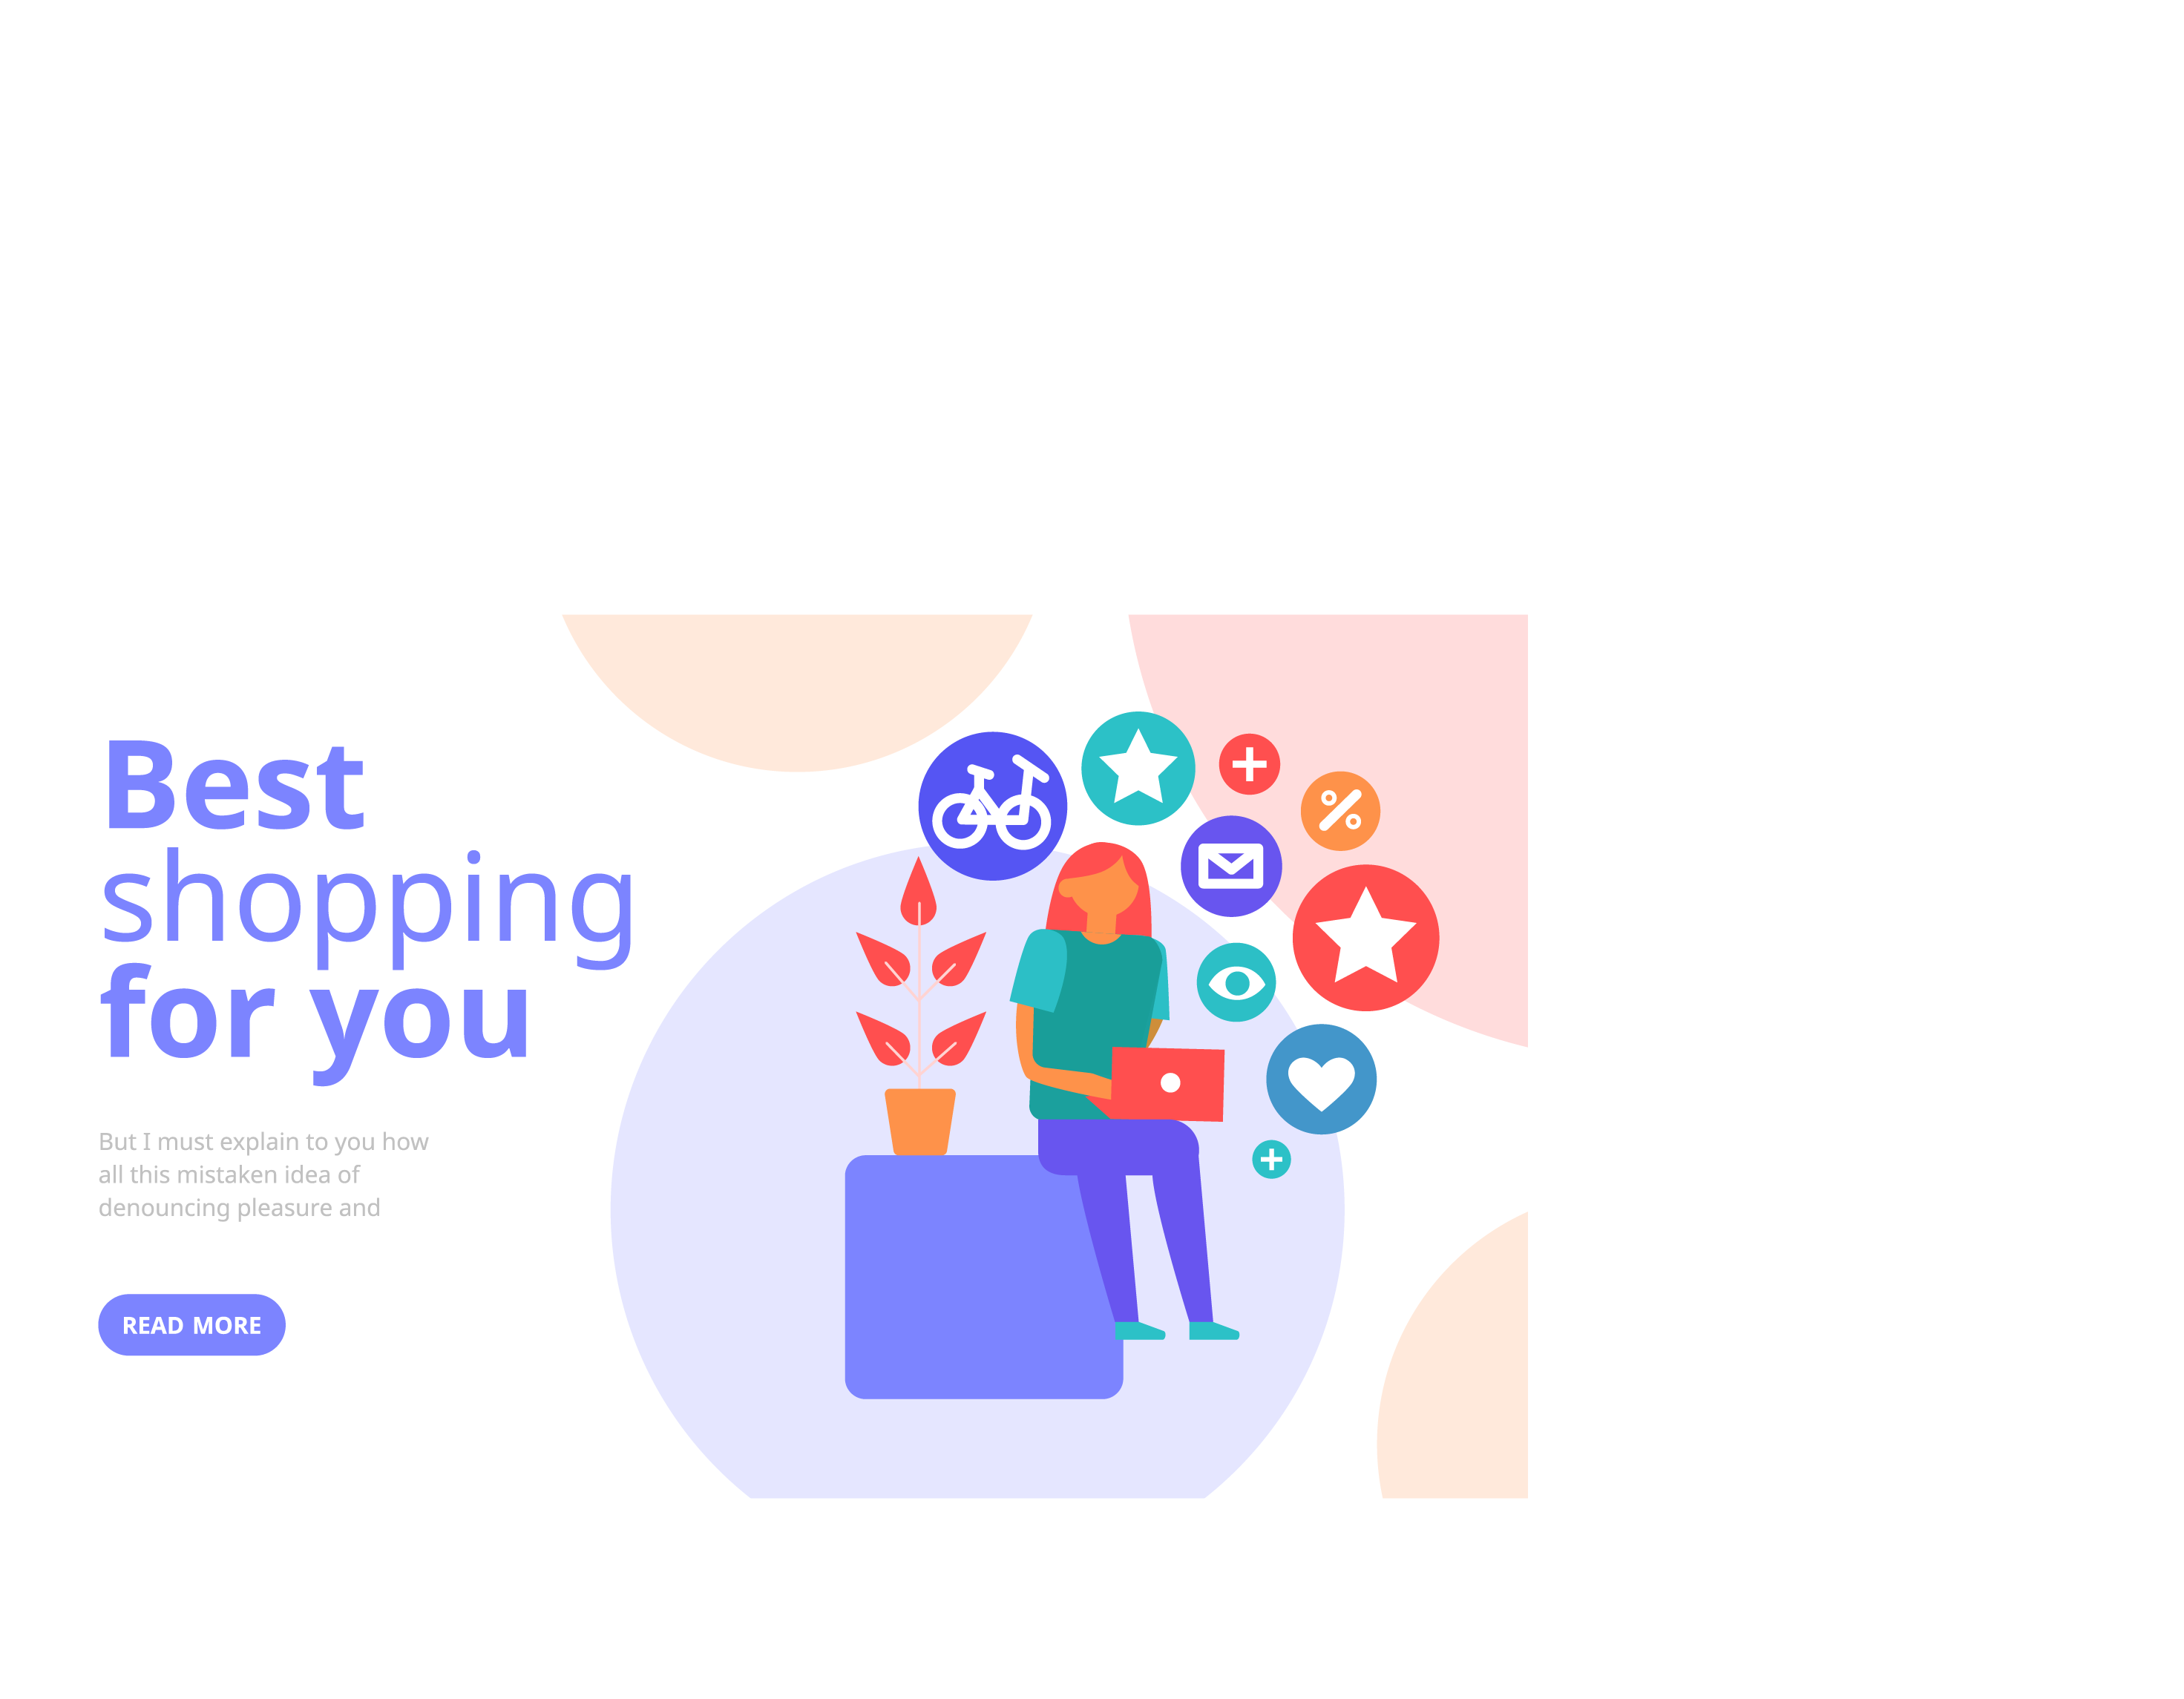 Best
shopping
for you
But I must explain to you how
all this mistaken idea of
denouncing pleasure and
READ MORE